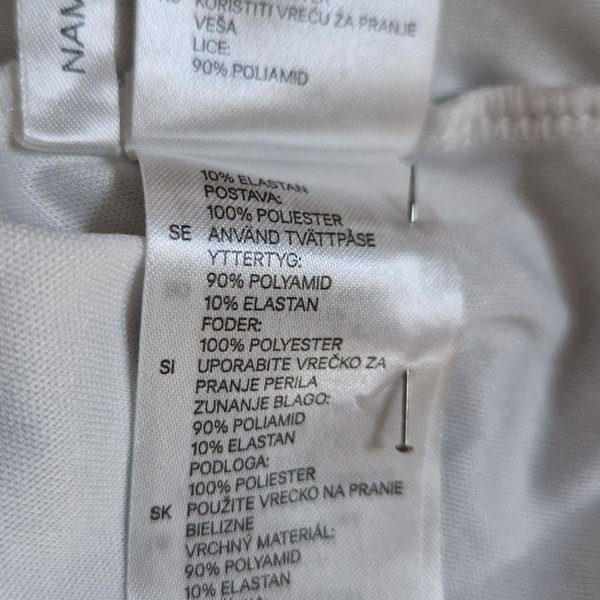 NAM
KORISTITI VREĆU ZA PRANJE
VEŠA
LICE:
90% POLIAMID
10% ELASTAN
POSTAVA:
100% POLIESTER
SE ANVÄND TVÄTTPÅSE
YTTERTYG:
90% POLYAMID
10% ELASTAN
FODER:
100% POLYESTER
SI UPORABITE VREČKO ZA
PRANJE PERILA
ZUNANJE BLAGO:
90% POLIAMID
10% ELASTAN
PODLOGA:
100% POLIESTER
SK POUŽITE VRECKO NA PRANIE
BIELIZNE
VRCHNÝ MATERIÁL:
90% POLYAMID
10% ELASTAN